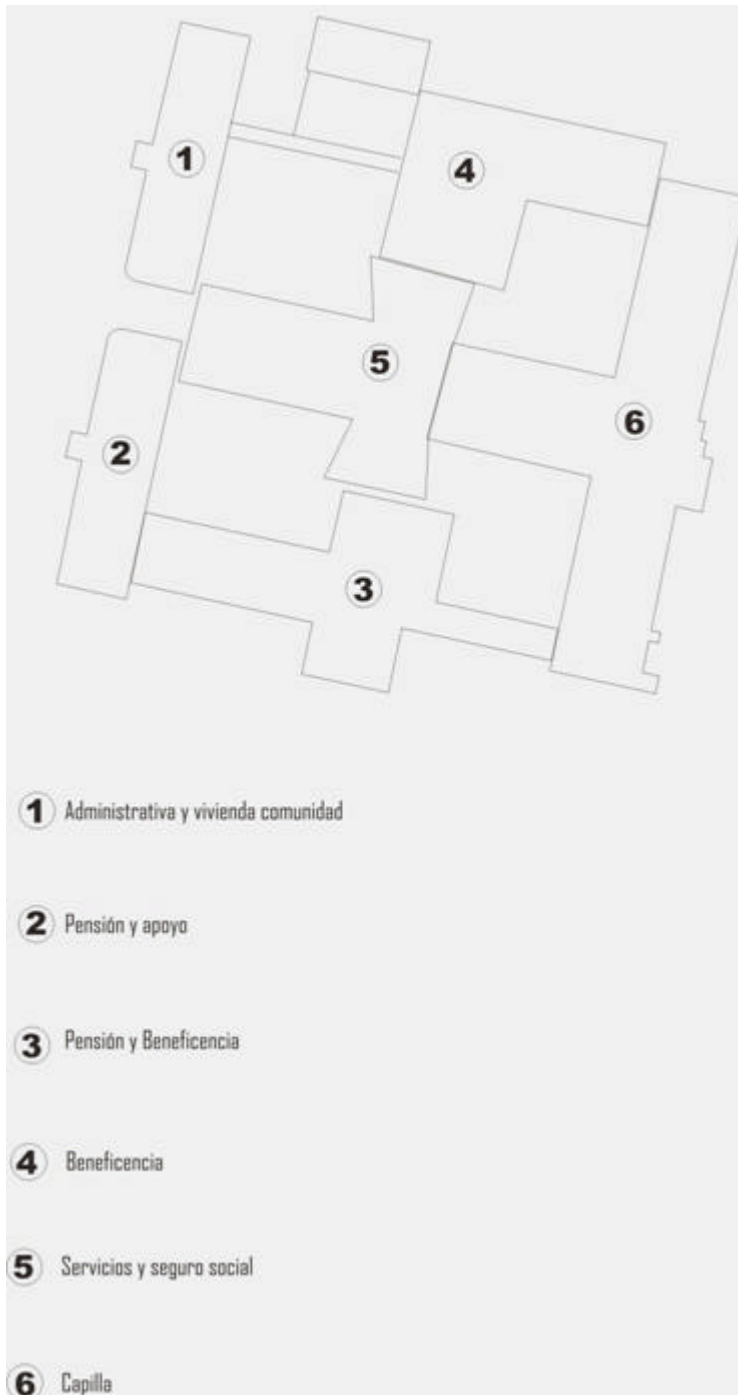 1
4
5
6
2
3
1 Administrativa y vivienda comunidad
2 Pensión y apoyo
3 Pensión y Beneficencia
4 Beneficencia
5 Servicios y seguro social
6 Capilla